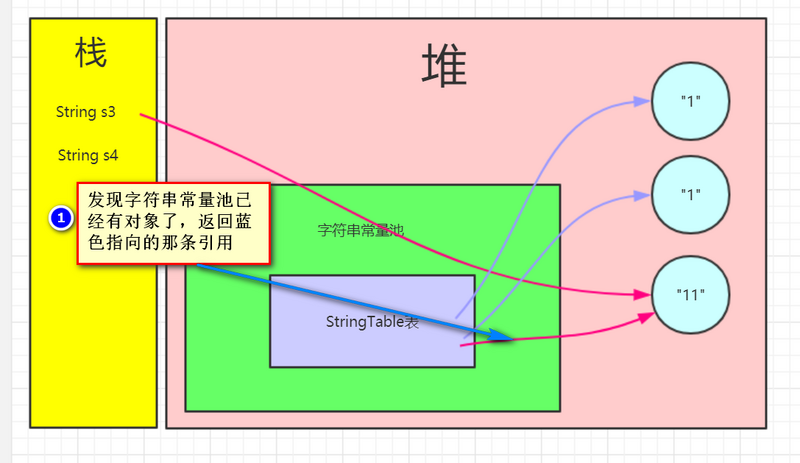 栈
堆
String s3
String s4
"1"
"1"
1
发现字符串常量池已
经有对象了，返回蓝
色指向的那条引用
字符串常量池
StringTable表
"11"